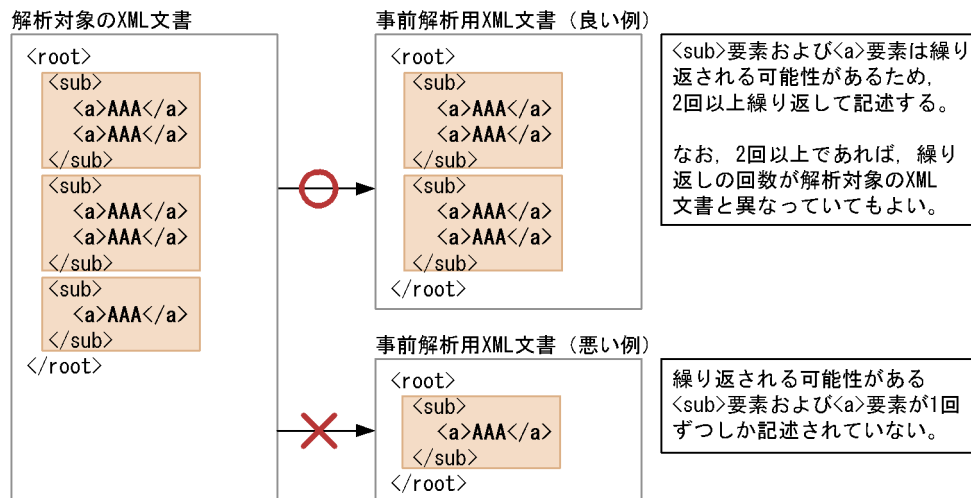 解析対象のXML文書
<root>
<sub>
<a>AAA</a>
<a>AAA</a>
</sub>
<sub>
<a>AAA</a>
<a>AAA</a>
</sub>
<sub>
<a>AAA</a>
</sub>
</root>
事前解析用XML文書（良い例）
<root>
<sub>
<a>AAA</a>
<a>AAA</a>
</sub>
<sub>
<a>AAA</a>
<a>AAA</a>
</sub>
</root>
<sub>要素および<a>要素は繰り
返される可能性があるため，
2回以上繰り返して記述する。
なお，2回以上であれば，繰り
返しの回数が解析対象のXML
文書と異なっていてもよい。
事前解析用XML文書（悪い例）
<root>
<sub>
<a>AAA</a>
</sub>
</root>
繰り返される可能性がある
<sub>要素および<a>要素が1回
ずつしか記述されていない。